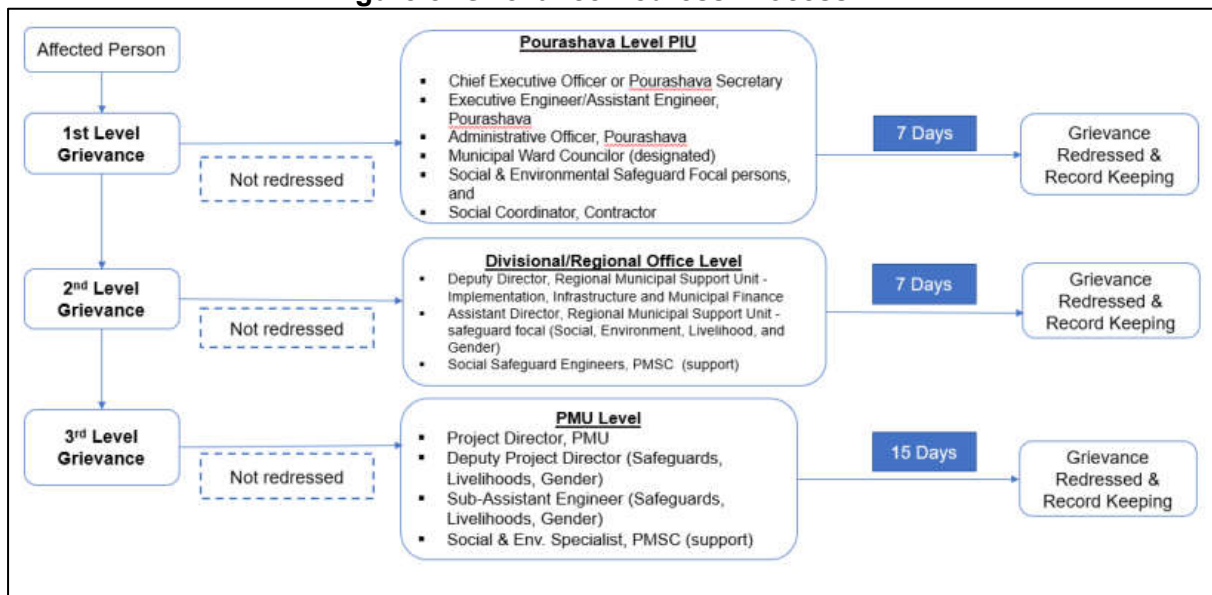 Affected Person
1st Level
Grievance
Not redressed
Pourashava Level PIU
▪ Chief Executive Officer or Pourashava Secretary
▪ Executive Engineer/Assistant Engineer,
Pourashava
▪ Administrative Officer, Pourashava
▪ Municipal Ward Councilor (designated)
▪ Social & Environmental Safeguard Focal persons,
and
▪ Social Coordinator, Contractor
7 Days
Grievance
Redressed &
Record Keeping
2nd Level
Grievance
Not redressed
Divisional/Regional Office Level
▪ Deputy Director, Regional Municipal Support Unit -
Implementation, Infrastructure and Municipal Finance
▪ Assistant Director, Regional Municipal Support Unit -
safeguard focal (Social, Environment, Livelihood, and
Gender)
▪ Social Safeguard Engineers, PMSC (support)
7 Days
Grievance
Redressed &
Record Keeping
3rd Level
Grievance
Not redressed
PMU Level
▪ Project Director, PMU
▪ Deputy Project Director (Safeguards,
Livelihoods, Gender)
▪ Sub-Assistant Engineer (Safeguards,
Livelihoods, Gender)
▪ Social & Env. Specialist, PMSC (support)
15 Days
Grievance
Redressed &
Record Keeping